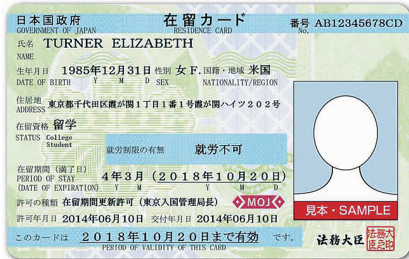 日本国政府 在留カード 番号 AB12345678CD
GOVERNMENT OF JAPAN RESIDENCE CARD No.
氏名 TURNER ELIZABETH
NAME
生年月日 1985年12月31日 性別 女 F. 国籍・地域 米国
DATE OF BIRTH Y M D SEX NATIONALITY/REGION
住居地 東京都千代田区霞が関1丁目1番1号霞が関ハイツ202号
ADDRESS
在留資格 留学
STATUS College Student
就労制限の有無 就労不可
在留期間(満了日) 4年3月(2018年10月20日)
PERIOD OF STAY
(DATE OF EXPIRATION) Y M Y M D
許可の種類 在留期間更新許可(東京入国管理局長) MOJ
許可年月日 2014年06月10日 交付年月日 2014年06月10日
見本・SAMPLE
このカードは 2018年10月20日まで有効 です。
PERIOD OF VALIDITY OF THIS CARD
法務大臣